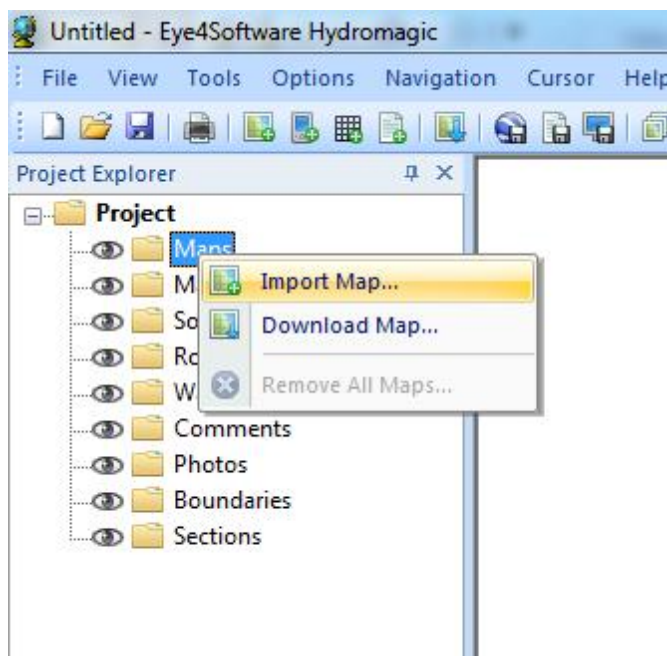 Untitled - Eye4Software Hydromagic
File View Tools Options Navigation Cursor Help
Project Explorer
Project
Maps
Import Map...
Download Map...
Remove All Maps...
Comments
Photos
Boundaries
Sections